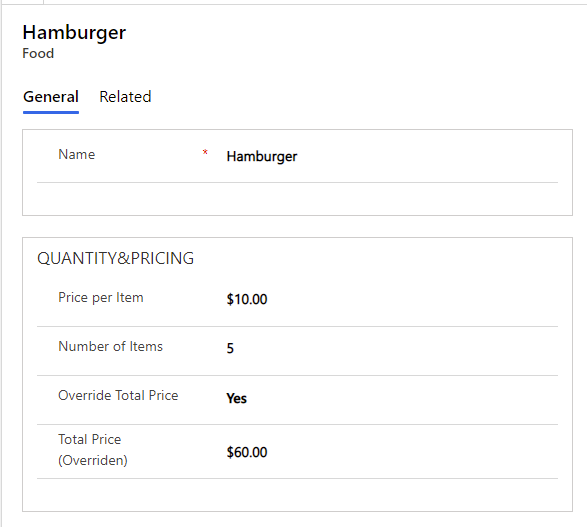 Hamburger
Food
General Related
Name * Hamburger
QUANTITY&PRICING
Price per Item $10.00
Number of Items 5
Override Total Price Yes
Total Price
(Overriden) $60.00